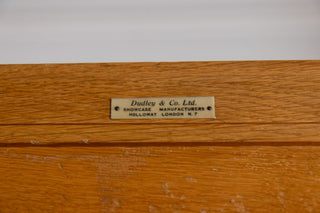 Dudley & Co. Ltd.
SHOWCASE MANUFACTURERS
HOLLOWAY LONDON N. 7